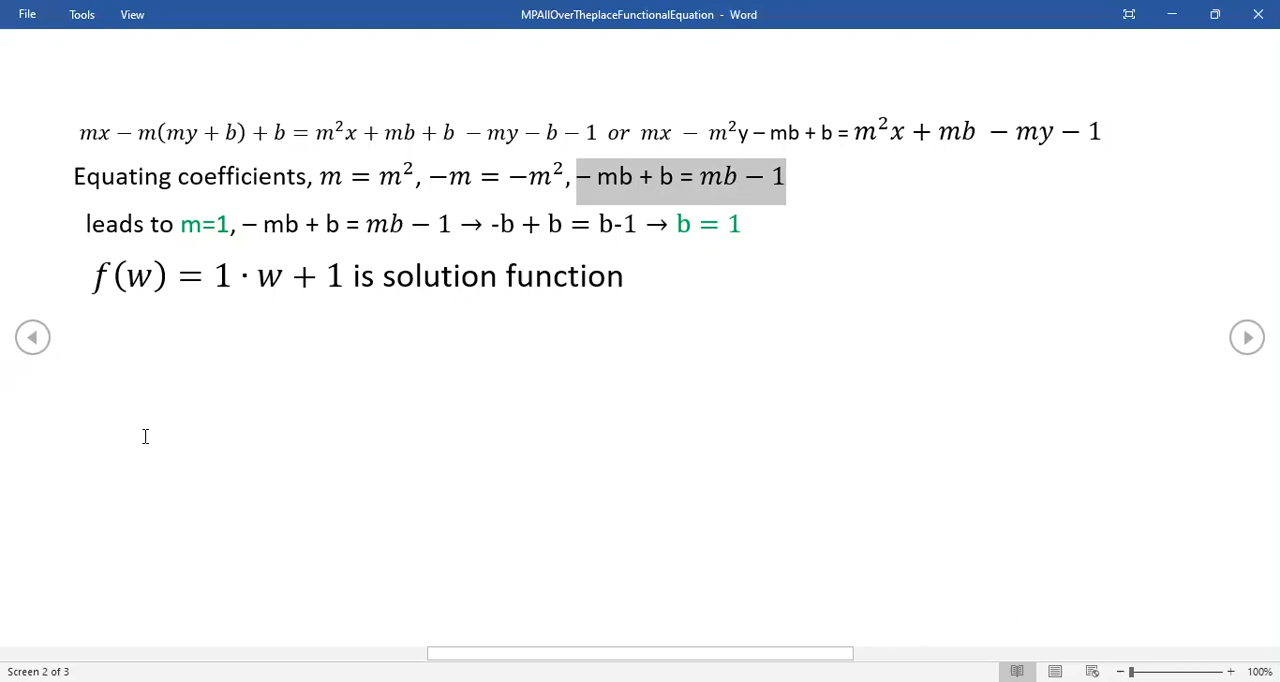 File Tools View MPAllOverTheplaceFunctionalEquation - Word
mx − m(my + b) + b = m²x + mb + b − my − b − 1 or mx − m²y – mb + b = m²x + mb − my − 1
Equating coefficients, m = m², −m = −m², – mb + b = mb − 1
leads to m=1, – mb + b = mb − 1 → -b + b = b-1 → b = 1
f(w) = 1 · w + 1 is solution function
Screen 2 of 3 100%